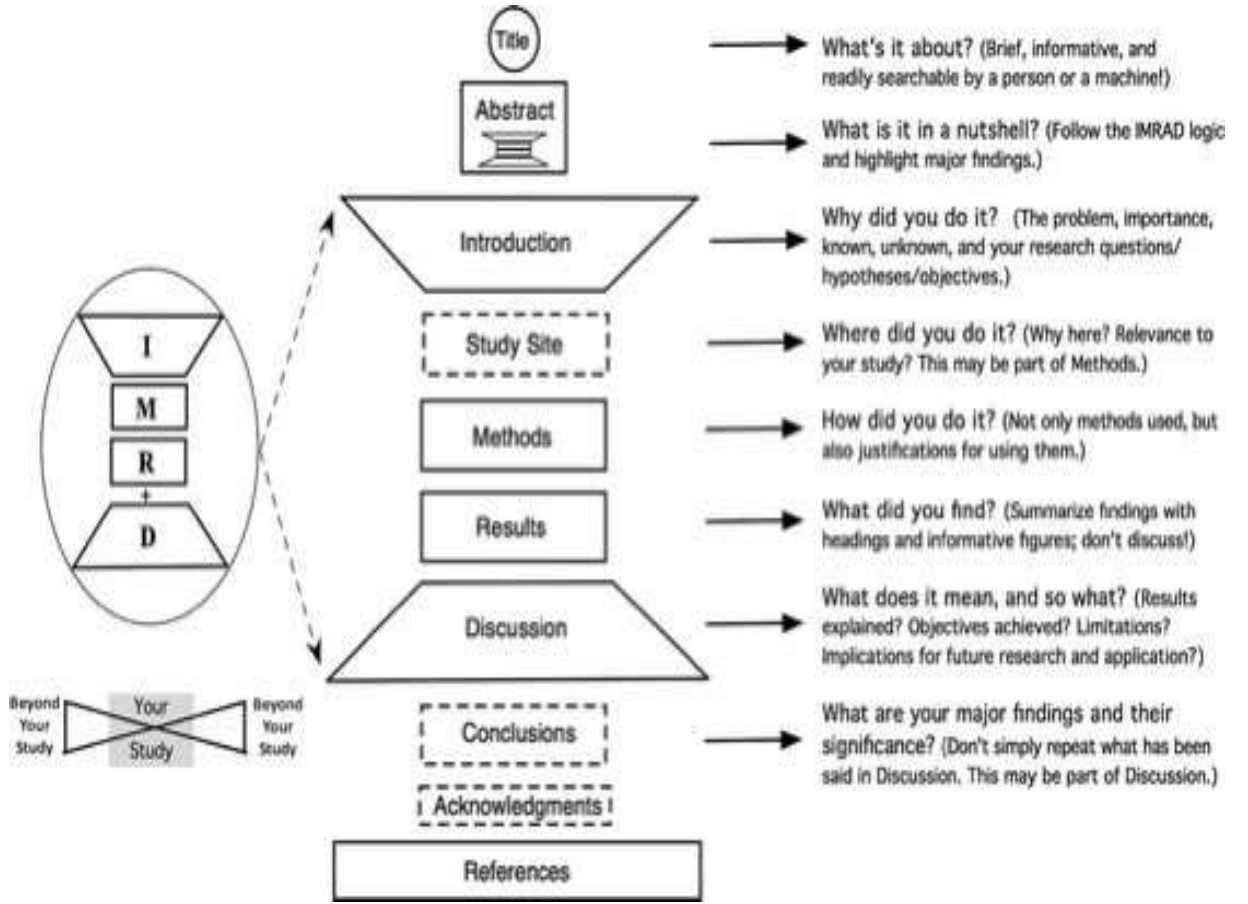 Title
What's it about? (Brief, informative, and
readily searchable by a person or a machine!)
Abstract
What is it in a nutshell? (Follow the IMRAD logic
and highlight major findings.)
Introduction
Why did you do it? (The problem, importance,
known, unknown, and your research questions/
hypotheses/objectives.)
Study Site
Where did you do it? (Why here? Relevance to
your study? This may be part of Methods.)
Methods
How did you do it? (Not only methods used, but
also justifications for using them.)
Results
What did you find? (Summarize findings with
headings and informative figures; don't discuss!)
Discussion
What does it mean, and so what? (Results
explained? Objectives achieved? Limitations?
Implications for future research and application?)
Conclusions
What are your major findings and their
significance? (Don't simply repeat what has been
said in Discussion. This may be part of Discussion.)
Acknowledgments
References
I
M
R
+
D
Beyond
Your
Study
Your
Study
Beyond
Your
Study